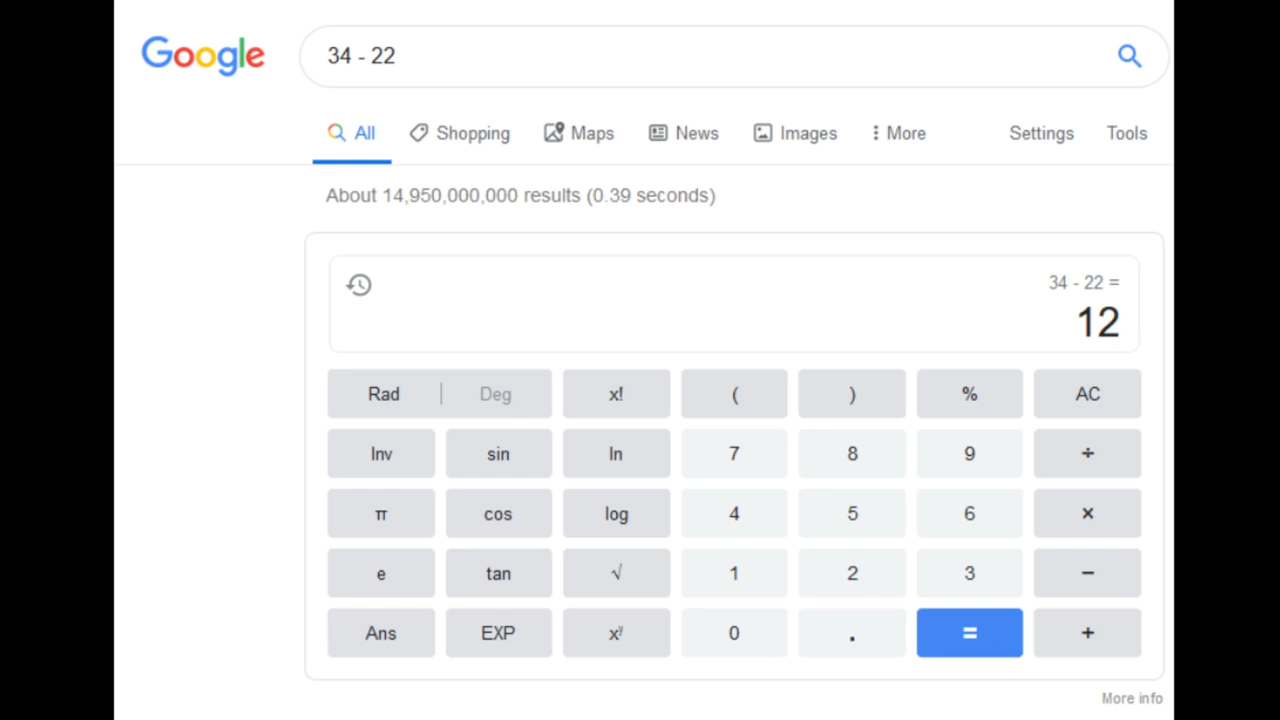 Google 34 - 22
All Shopping Maps News Images More Settings Tools
About 14,950,000,000 results (0.39 seconds)
34 - 22 =
12
Rad | Deg x! ( ) % AC
Inv sin ln 7 8 9 ÷
π cos log 4 5 6 ×
e tan √ 1 2 3 −
Ans EXP xʸ 0 . = +
More info